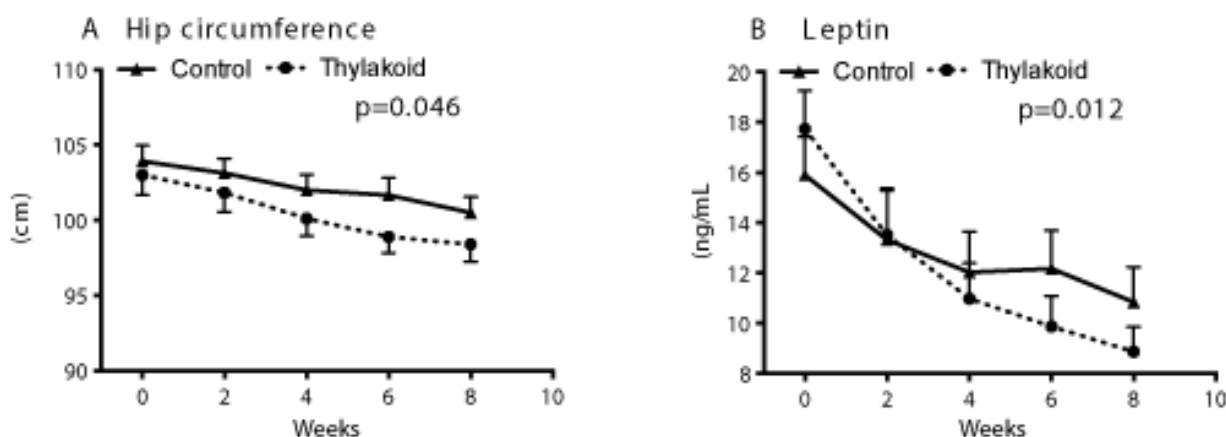 A Hip circumference
Control Thylakoid
p=0.046
(cm)
110
105
100
95
90
0 2 4 6 8 10
Weeks
B Leptin
Control Thylakoid
p=0.012
(ng/mL)
20
18
16
14
12
10
8
0 2 4 6 8 10
Weeks